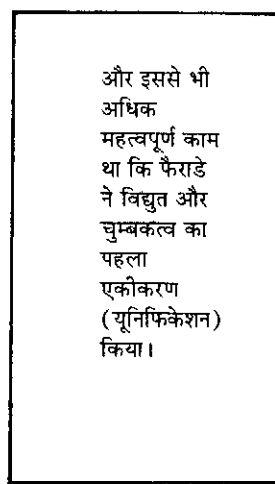 और इससे भी
अधिक
महत्वपूर्ण काम
था कि फैराडे
ने विद्युत और
चुम्बकत्व का
पहला
एकीकरण
(यूनिफिकेशन)
किया।